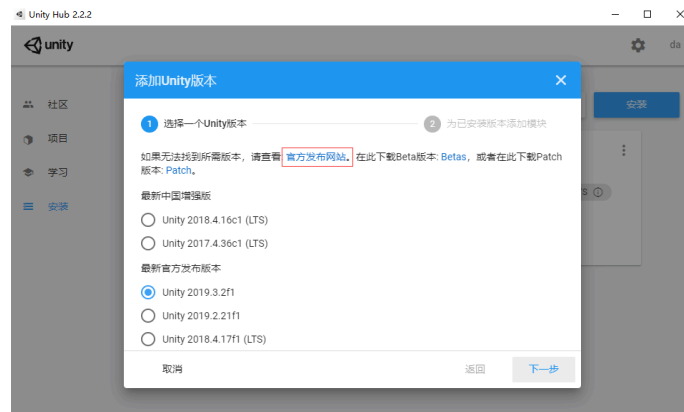 Unity Hub 2.2.2
unity
da
社区
项目
学习
安装
安装
添加Unity版本
1 选择一个Unity版本
2 为已安装版本添加模块
如果无法找到所需版本，请查看 官方发布网站。在此下载Beta版本: Betas，或者在此下载Patch
版本: Patch。
最新中国增强版
Unity 2018.4.16c1 (LTS)
Unity 2017.4.36c1 (LTS)
最新官方发布版本
Unity 2019.3.2f1
Unity 2019.2.21f1
Unity 2018.4.17f1 (LTS)
取消
返回
下一步